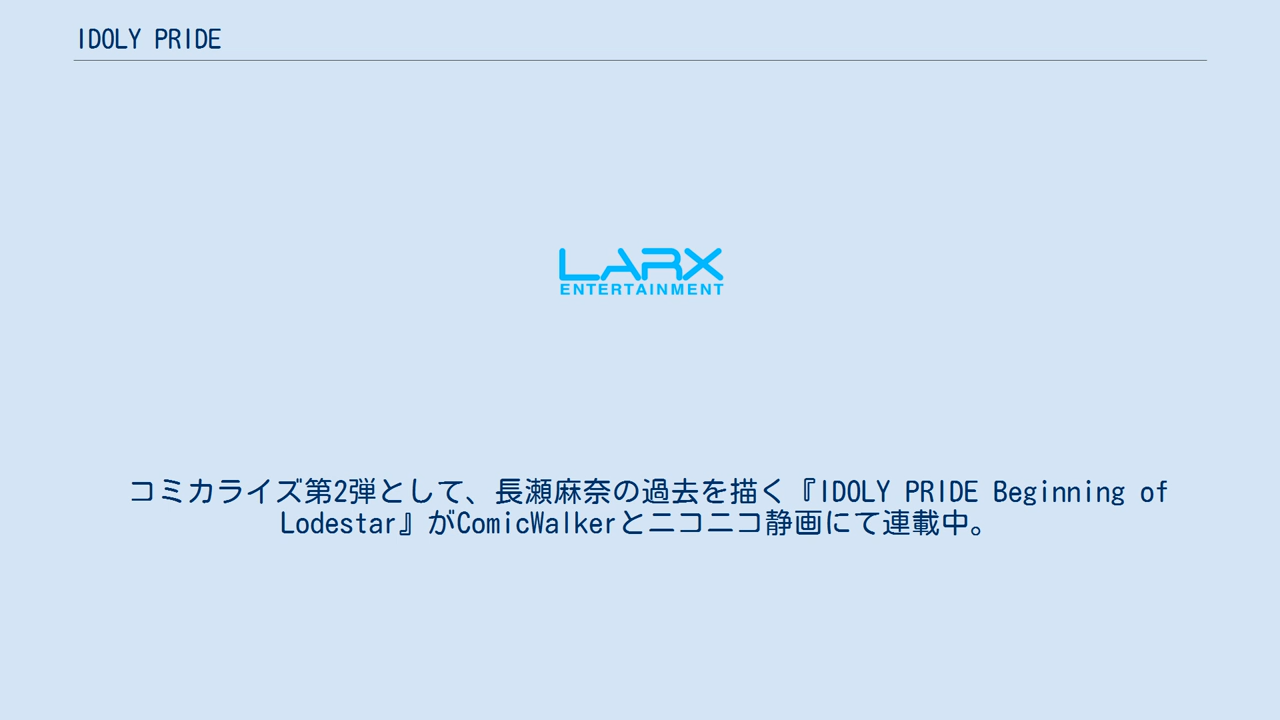 IDOLY PRIDE
LARX
ENTERTAINMENT
コミカライズ第2弾として、長瀬麻奈の過去を描く『IDOLY PRIDE Beginning of
Lodestar』がComicWalkerとニコニコ静画にて連載中。